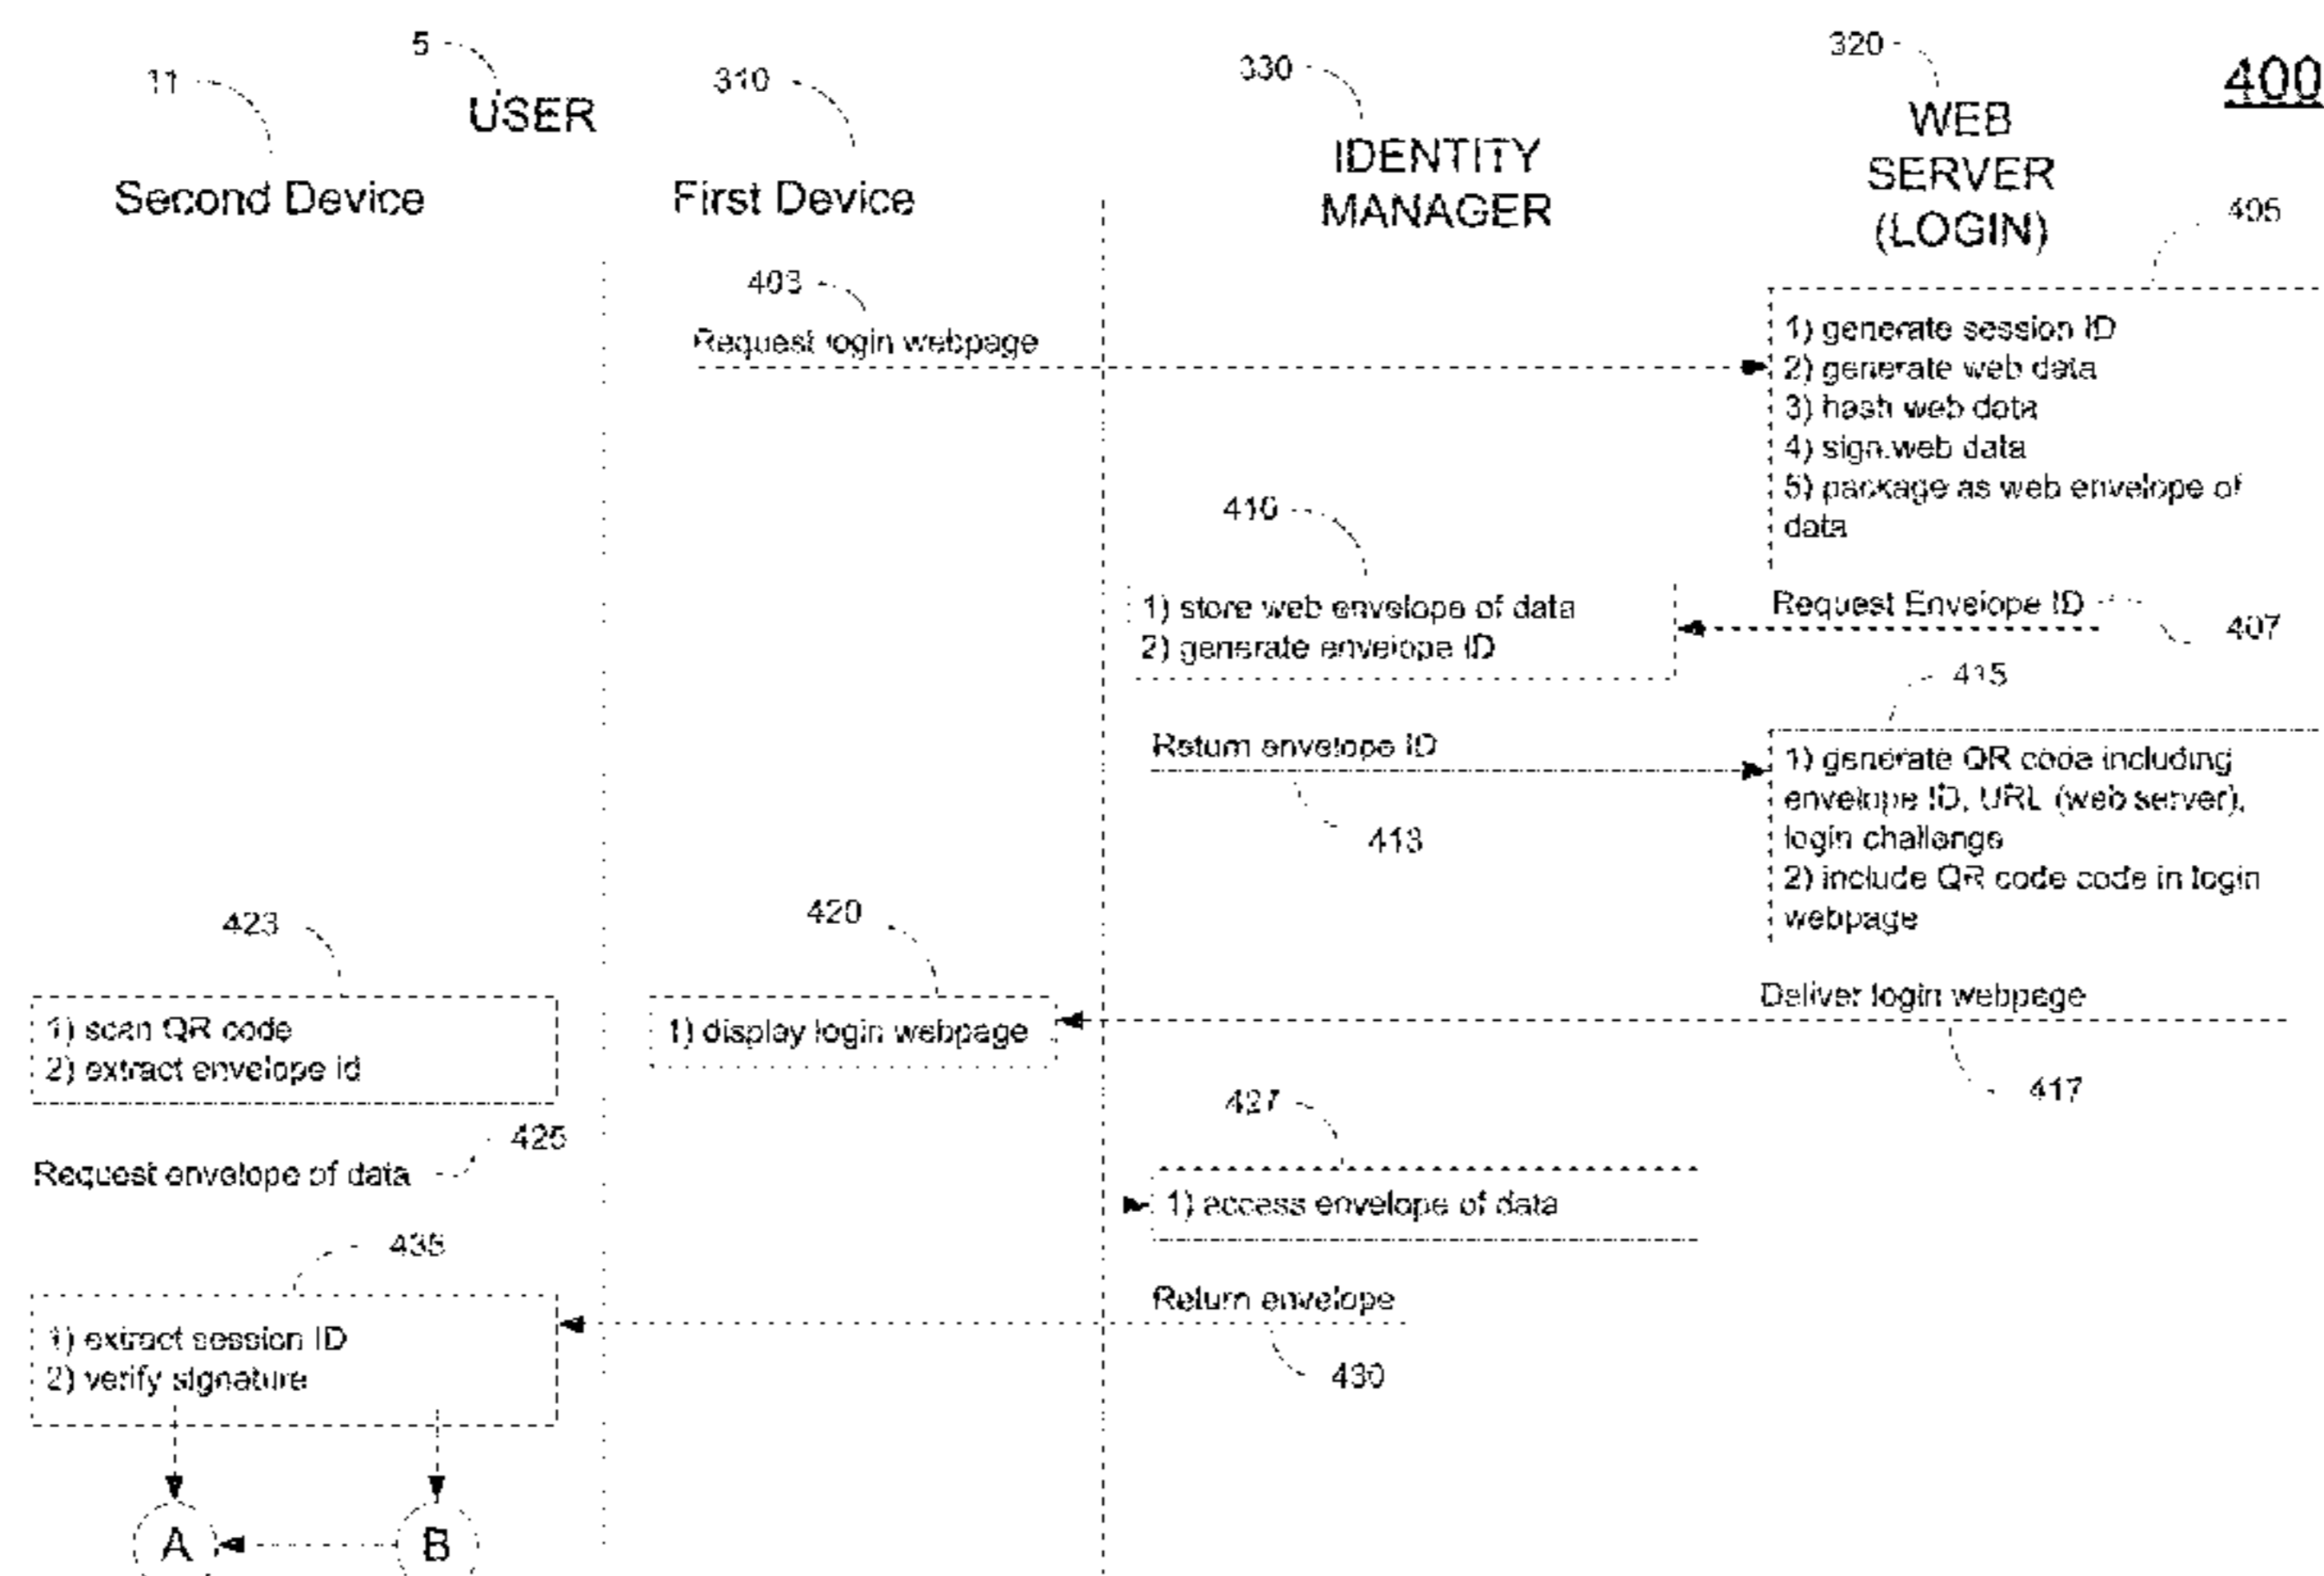 5
320
400
11
310
330
USER
WEB
SERVER
(LOGIN)
IDENTITY
MANAGER
Second Device
First Device
405
403
Request login webpage
1) generate session ID
2) generate web data
3) hash web data
4) sign web data
5) package as web envelope of
data
410
1) store web envelope of data
2) generate envelope ID
Request Envelope ID
407
415
Return envelope ID
413
1) generate QR code including
envelope ID, URL (web server),
login challenge
2) include QR code code in login
webpage
423
420
Deliver login webpage
1) scan QR code
2) extract envelope id
1) display login webpage
417
427
425
Request envelope of data
1) access envelope of data
435
Return envelope
1) extract session ID
2) verify signature
430
A
B